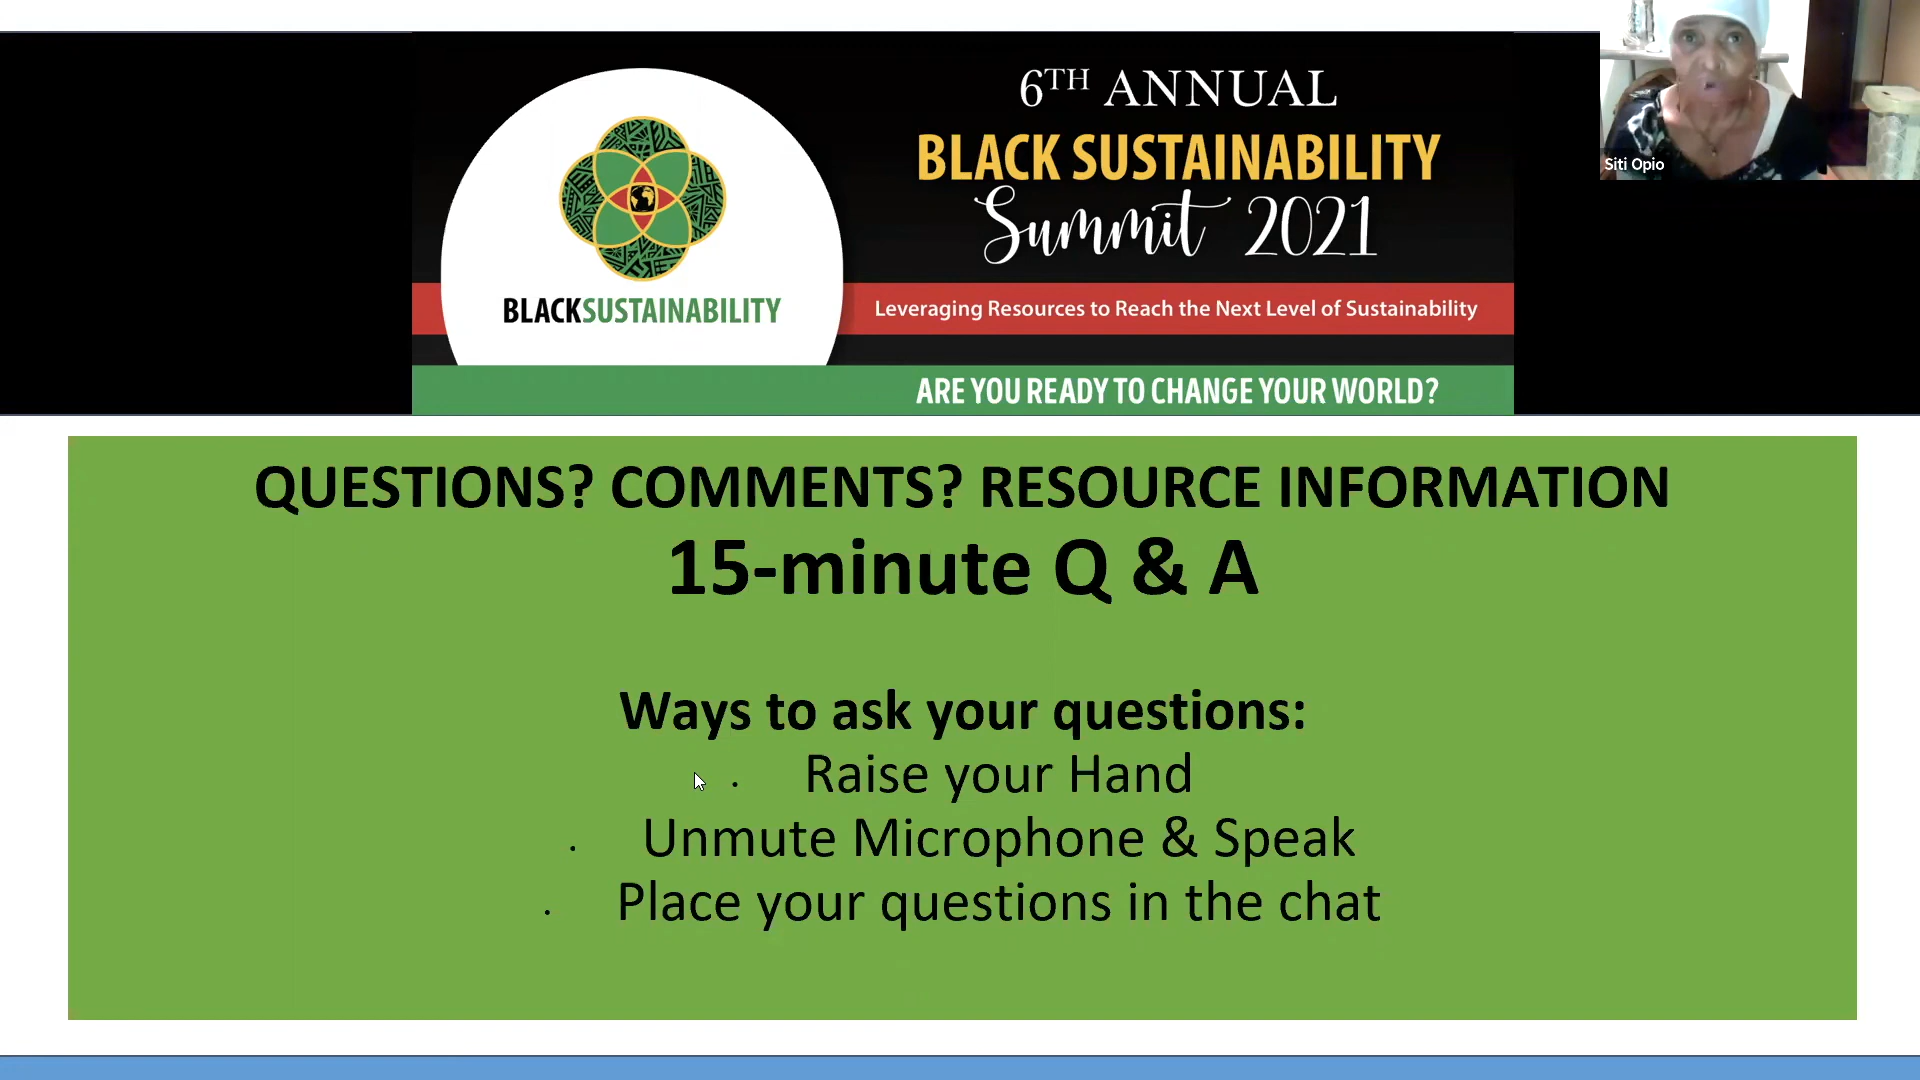 6TH ANNUAL
BLACK SUSTAINABILITY
Summit 2021
BLACKSUSTAINABILITY
Leveraging Resources to Reach the Next Level of Sustainability
ARE YOU READY TO CHANGE YOUR WORLD?
Siti Opio
QUESTIONS? COMMENTS? RESOURCE INFORMATION
15-minute Q & A
Ways to ask your questions:
• Raise your Hand
• Unmute Microphone & Speak
• Place your questions in the chat